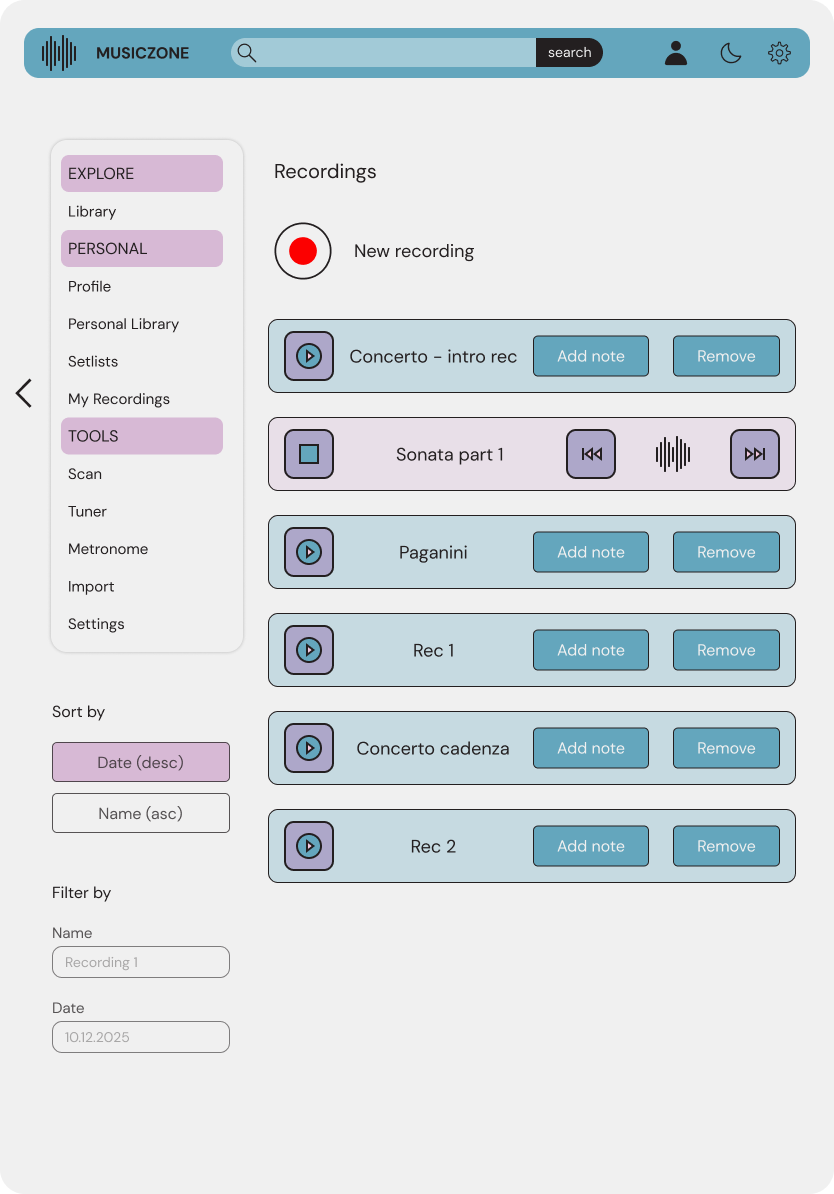 MUSICZONE
search
EXPLORE
Library
PERSONAL
Profile
Personal Library
Setlists
My Recordings
TOOLS
Scan
Tuner
Metronome
Import
Settings
Sort by
Date (desc)
Name (asc)
Filter by
Name
Recording 1
Date
10.12.2025
Recordings
New recording
Concerto - intro rec Add note Remove
Sonata part 1
Paganini Add note Remove
Rec 1 Add note Remove
Concerto cadenza Add note Remove
Rec 2 Add note Remove